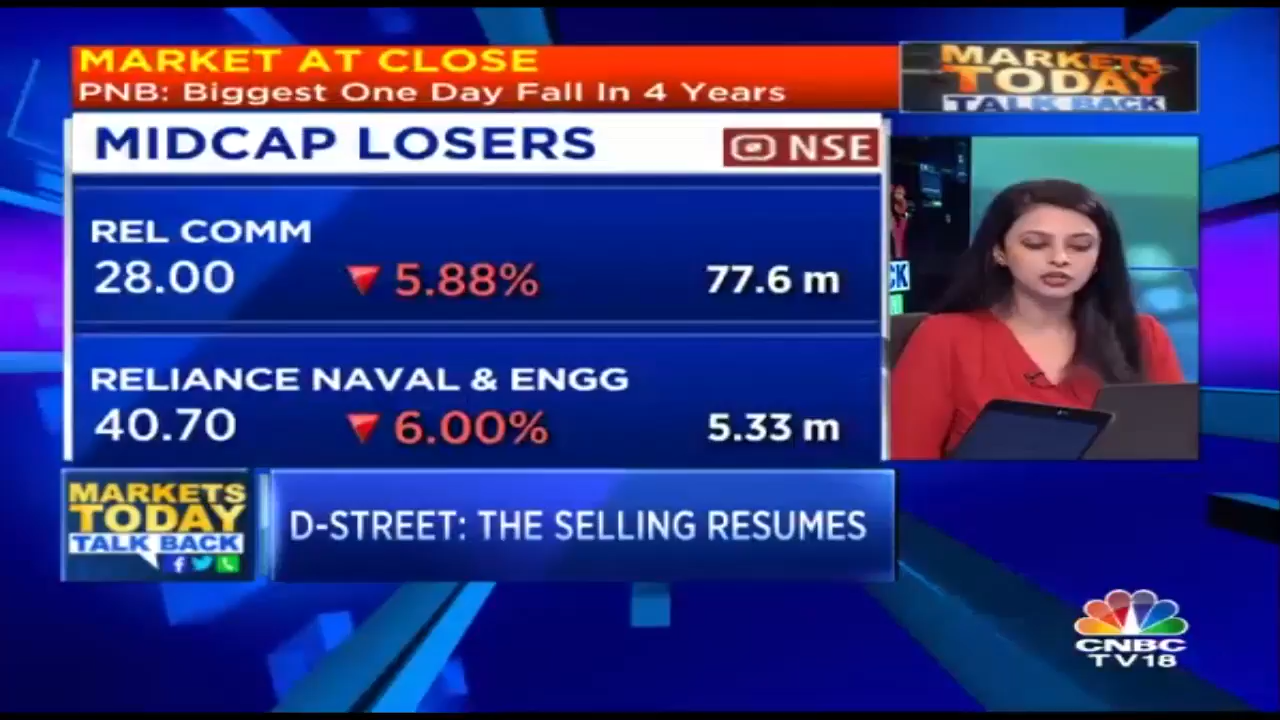 MARKET AT CLOSE
PNB: Biggest One Day Fall In 4 Years
MARKETS
TODAY
TALK BACK
MIDCAP LOSERS
NSE
REL COMM
28.00 ▼ 5.88% 77.6 m
RELIANCE NAVAL & ENGG
40.70 ▼ 6.00% 5.33 m
CK
MARKETS
TODAY
TALK BACK
D-STREET: THE SELLING RESUMES
CNBC
TV18